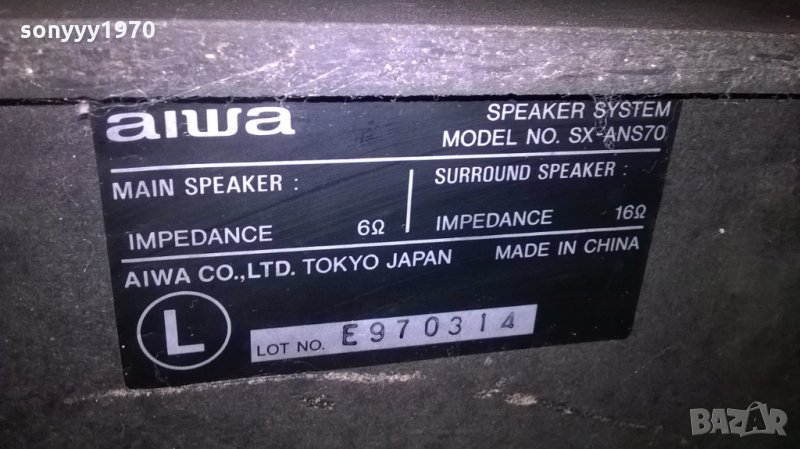 sonyyy1970
aiwa
SPEAKER SYSTEM
MODEL NO. SX-ANS70
MAIN SPEAKER :
IMPEDANCE 6Ω
SURROUND SPEAKER :
IMPEDANCE 16Ω
AIWA CO.,LTD. TOKYO JAPAN MADE IN CHINA
L
LOT NO. E970314
BAZAR